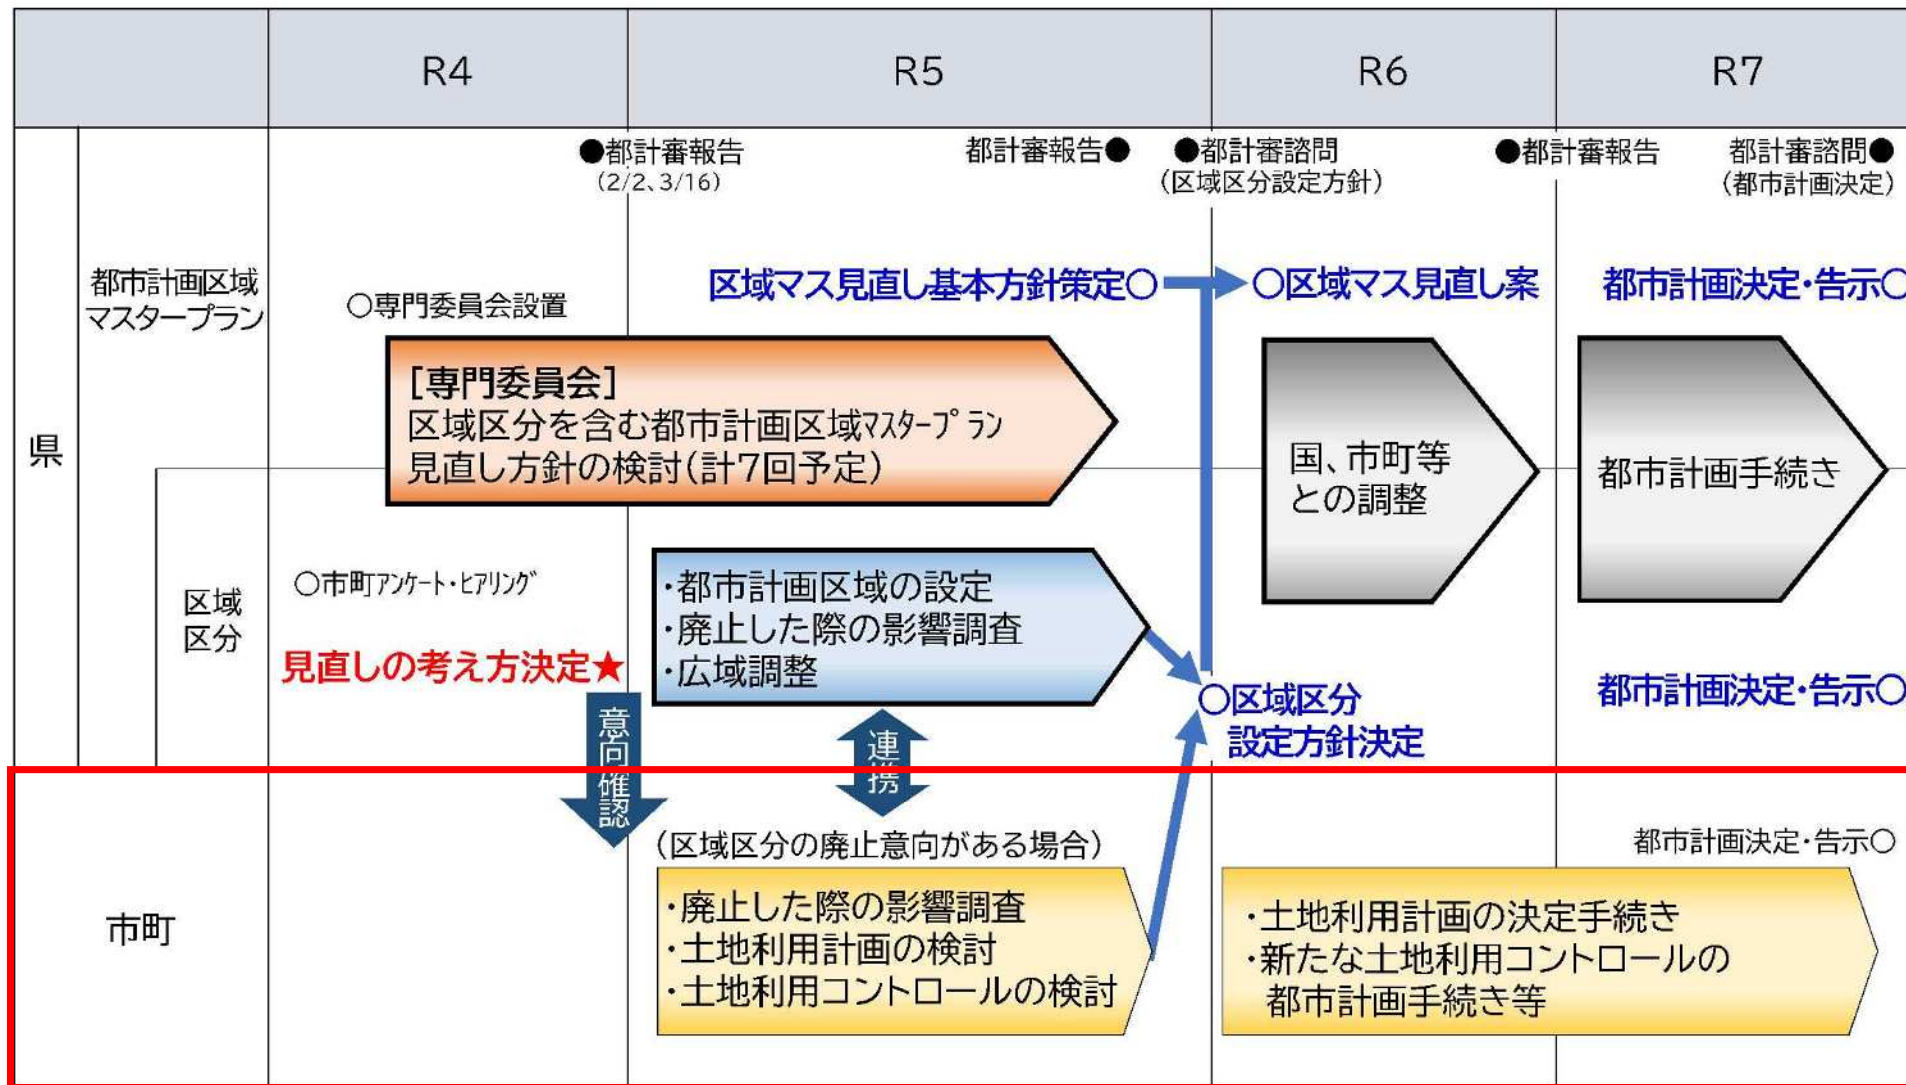 R4
R5
R6
R7
県
都市計画区域
マスタープラン
●都計審報告
(2/2、3/16)
都計審報告●
●都計審諮問
(区域区分設定方針)
●都計審報告
都計審諮問●
(都市計画決定)
区域マス見直し基本方針策定○
○区域マス見直し案
都市計画決定・告示○
○専門委員会設置
[専門委員会]
区域区分を含む都市計画区域ﾏｽﾀｰﾌﾟﾗﾝ
見直し方針の検討(計7回予定)
国、市町等
との調整
都市計画手続き
区域
区分
○市町ｱﾝｹｰﾄ・ﾋｱﾘﾝｸﾞ
見直しの考え方決定★
・都市計画区域の設定
・廃止した際の影響調査
・広域調整
○区域区分
設定方針決定
都市計画決定・告示○
意向確認
連携
市町
(区域区分の廃止意向がある場合)
・廃止した際の影響調査
・土地利用計画の検討
・土地利用コントロールの検討
都市計画決定・告示○
・土地利用計画の決定手続き
・新たな土地利用コントロールの
都市計画手続き等